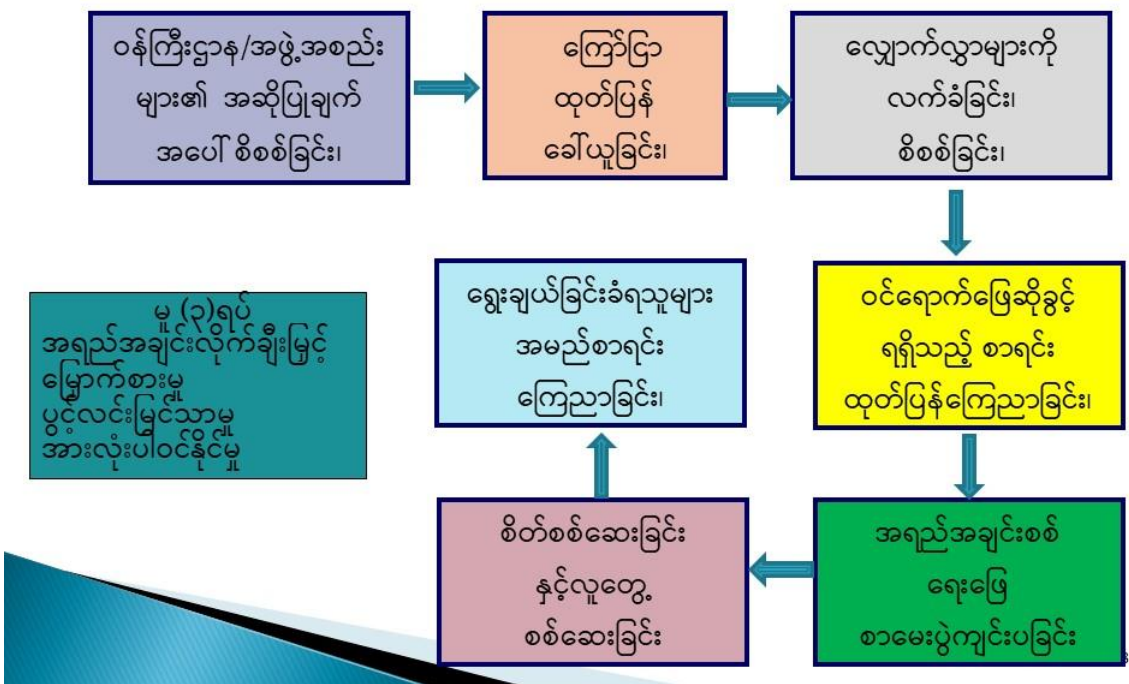 ဝန်ကြီးဌာန/အဖွဲ့အစည်း
များ၏ အဆိုပြုချက်
အပေါ် စိစစ်ခြင်း၊
ကြော်ငြာ
ထုတ်ပြန်
ခေါ်ယူခြင်း၊
လျှောက်လွှာများကို
လက်ခံခြင်း၊
စိစစ်ခြင်း၊
ဝင်ရောက်ဖြေဆိုခွင့်
ရရှိသည့် စာရင်း
ထုတ်ပြန်ကြေညာခြင်း၊
အရည်အချင်းစစ်
ရေးဖြေ
စာမေးပွဲကျင်းပခြင်း
စိတ်စစ်ဆေးခြင်း
နှင့်လူတွေ့
စစ်ဆေးခြင်း
ရွေးချယ်ခြင်းခံရသူများ
အမည်စာရင်း
ကြေညာခြင်း၊
မူ (၃)ရပ်
အရည်အချင်းလိုက်ချီးမြှင့်
မြှောက်စားမှု
ပွင့်လင်းမြင်သာမှု
အားလုံးပါဝင်နိုင်မှု